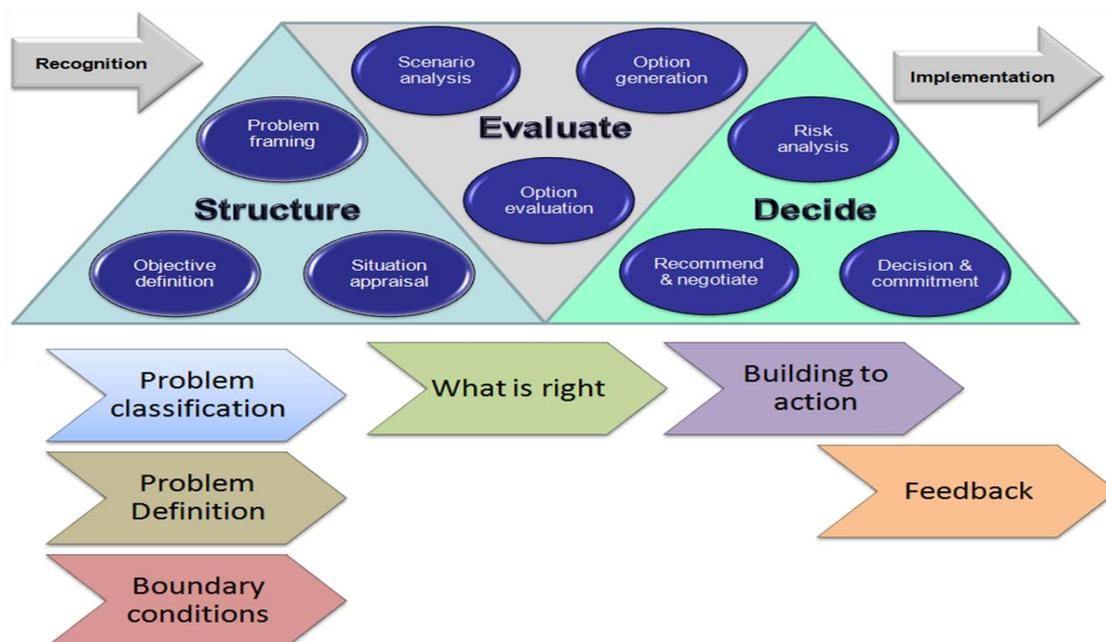 Recognition
Implementation
Scenario
analysis
Option
generation
Evaluate
Problem
framing
Risk
analysis
Option
evaluation
Structure
Decide
Objective
definition
Situation
appraisal
Recommend
& negotiate
Decision &
commitment
Problem
classification
What is right
Building to
action
Problem
Definition
Feedback
Boundary
conditions